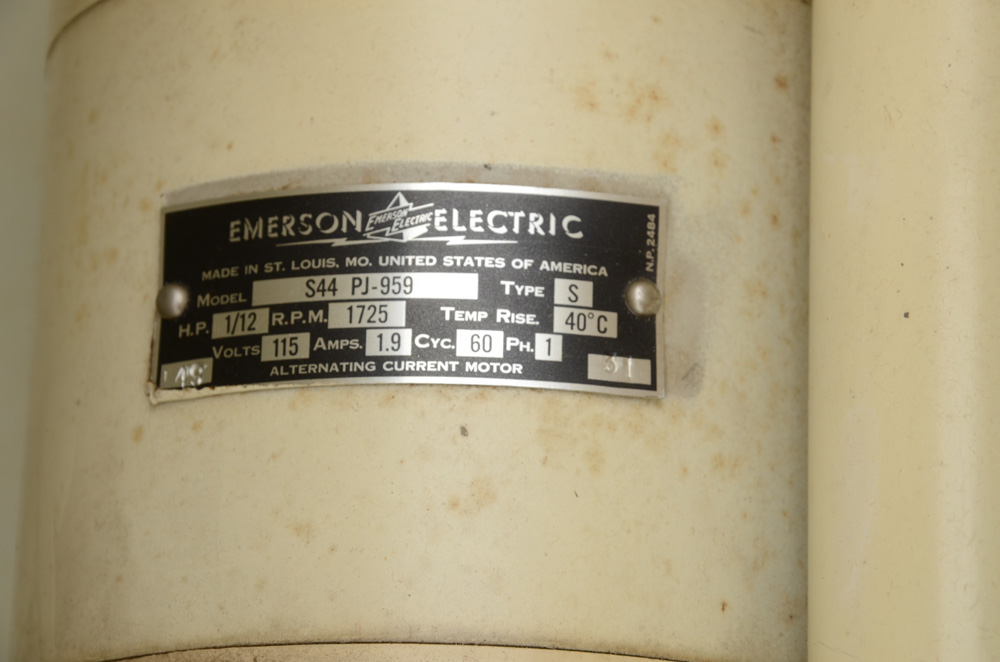 EMERSON EMERSON ELECTRIC ELECTRIC
MADE IN ST. LOUIS, MO. UNITED STATES OF AMERICA
MODEL S44 PJ-959 TYPE S
H.P. 1/12 R.P.M. 1725 TEMP RISE. 40°C
VOLTS 115 AMPS. 1.9 CYC. 60 PH. 1
ALTERNATING CURRENT MOTOR
31
N.P. 2484